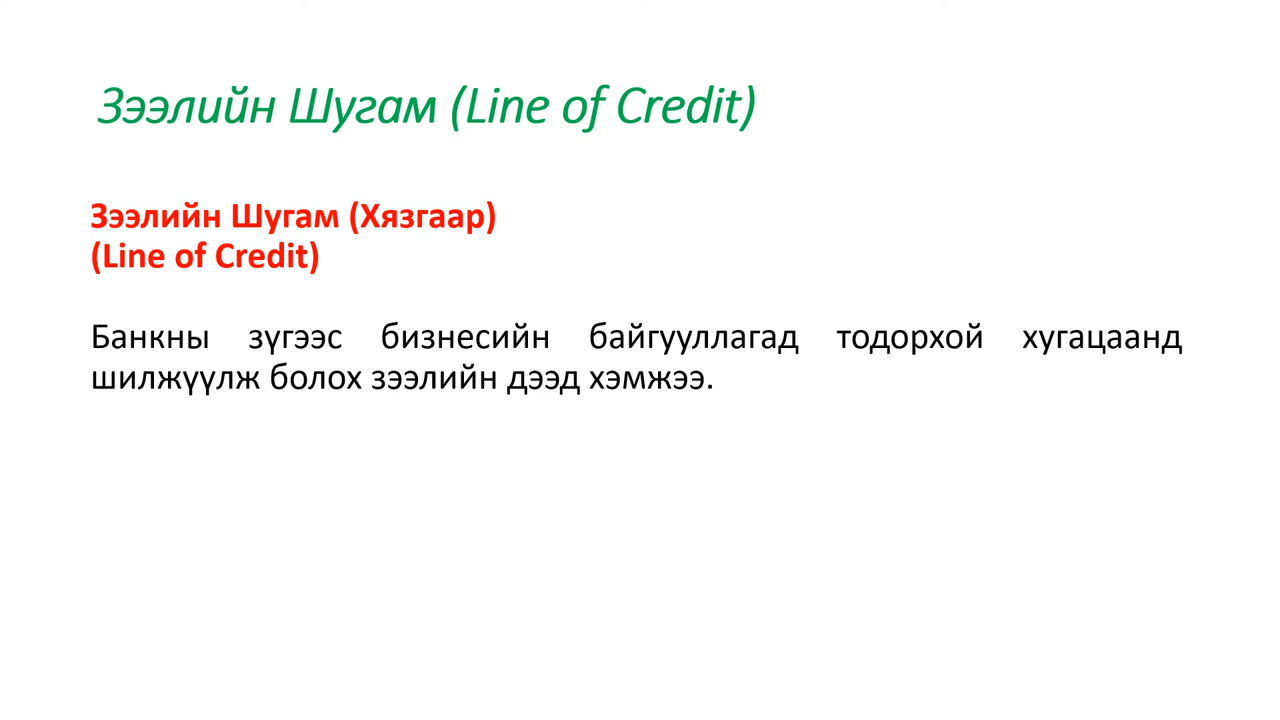 Зээлийн Шугам (Line of Credit)
Зээлийн Шугам (Хязгаар)
(Line of Credit)
Банкны зүгээс бизнесийн байгууллагад тодорхой хугацаанд
шилжүүлж болох зээлийн дээд хэмжээ.